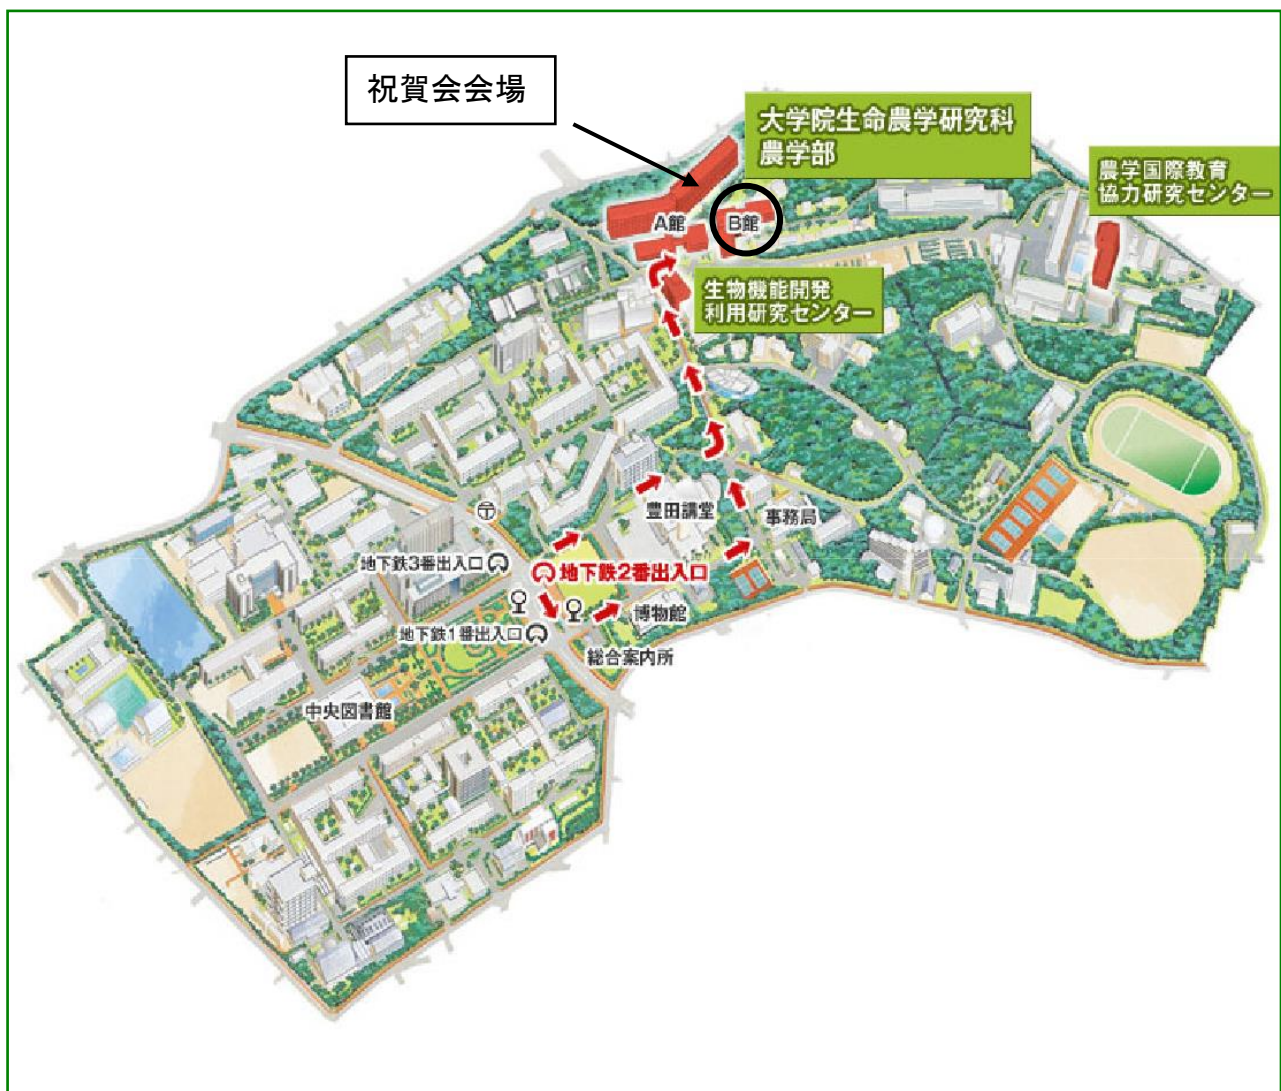 祝賀会会場
大学院生命農学研究科
農学部
農学国際教育
協力研究センター
A館
B館
生物機能開発
利用研究センター
豊田講堂
事務局
地下鉄3番出入口
地下鉄2番出入口
博物館
地下鉄1番出入口
総合案内所
中央図書館